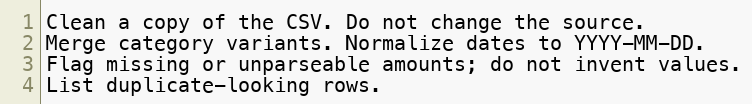 1 Clean a copy of the CSV. Do not change the source.
2 Merge category variants. Normalize dates to YYYY-MM-DD.
3 Flag missing or unparseable amounts; do not invent values.
4 List duplicate-looking rows.